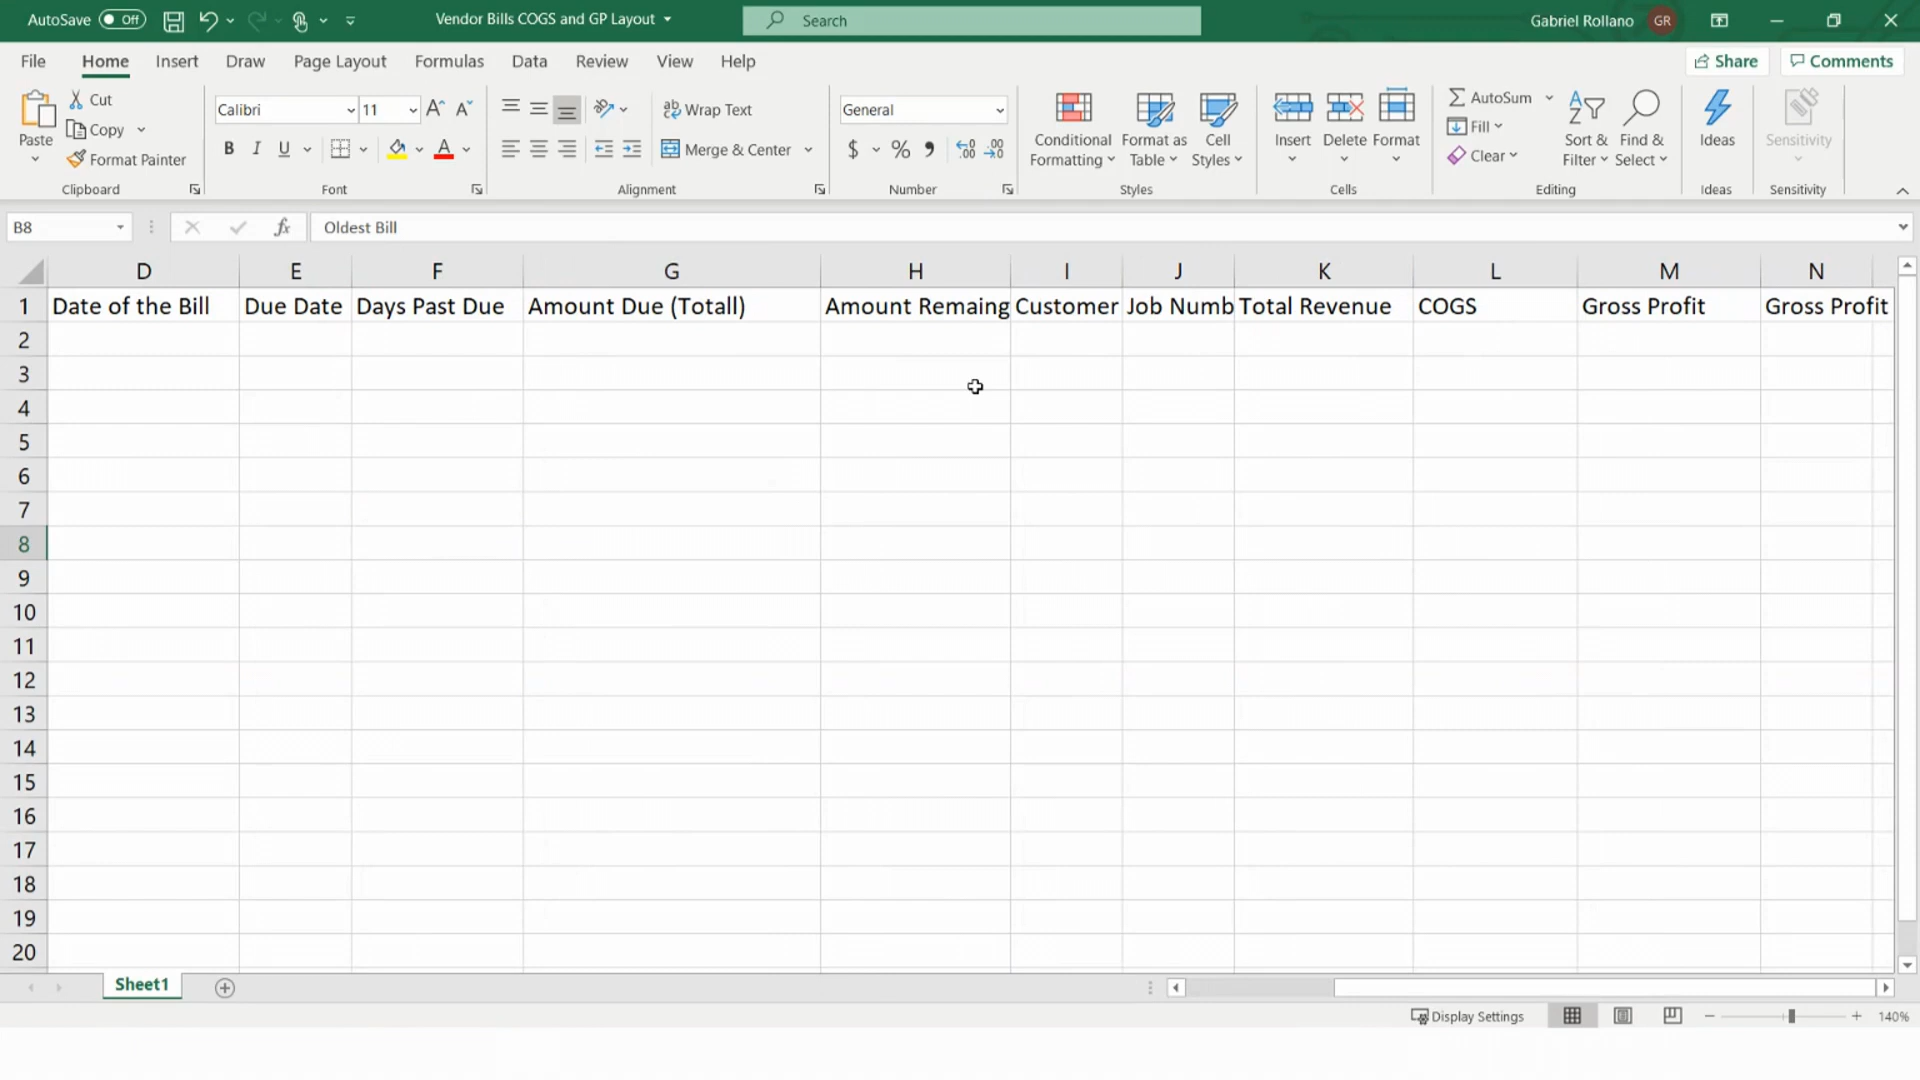 AutoSave Off Vendor Bills COGS and GP Layout Search Gabriel Rollano GR
File Home Insert Draw Page Layout Formulas Data Review View Help Share Comments
Paste Cut Copy Format Painter Clipboard
Calibri 11 A A B I U A Font
ab Wrap Text Merge & Center Alignment
General $ % Number
Conditional Formatting Format as Table Cell Styles Styles
Insert Delete Format Cells
AutoSum Fill Clear Sort & Filter Find & Select Editing
Ideas Ideas
Sensitivity Sensitivity
B8 fx Oldest Bill
D E F G H I J K L M N
1 Date of the Bill Due Date Days Past Due Amount Due (Totall) Amount Remaing Customer Job Numb Total Revenue COGS Gross Profit Gross Profit
2
3
4
5
6
7
8
9
10
11
12
13
14
15
16
17
18
19
20
Sheet1
Display Settings 140%